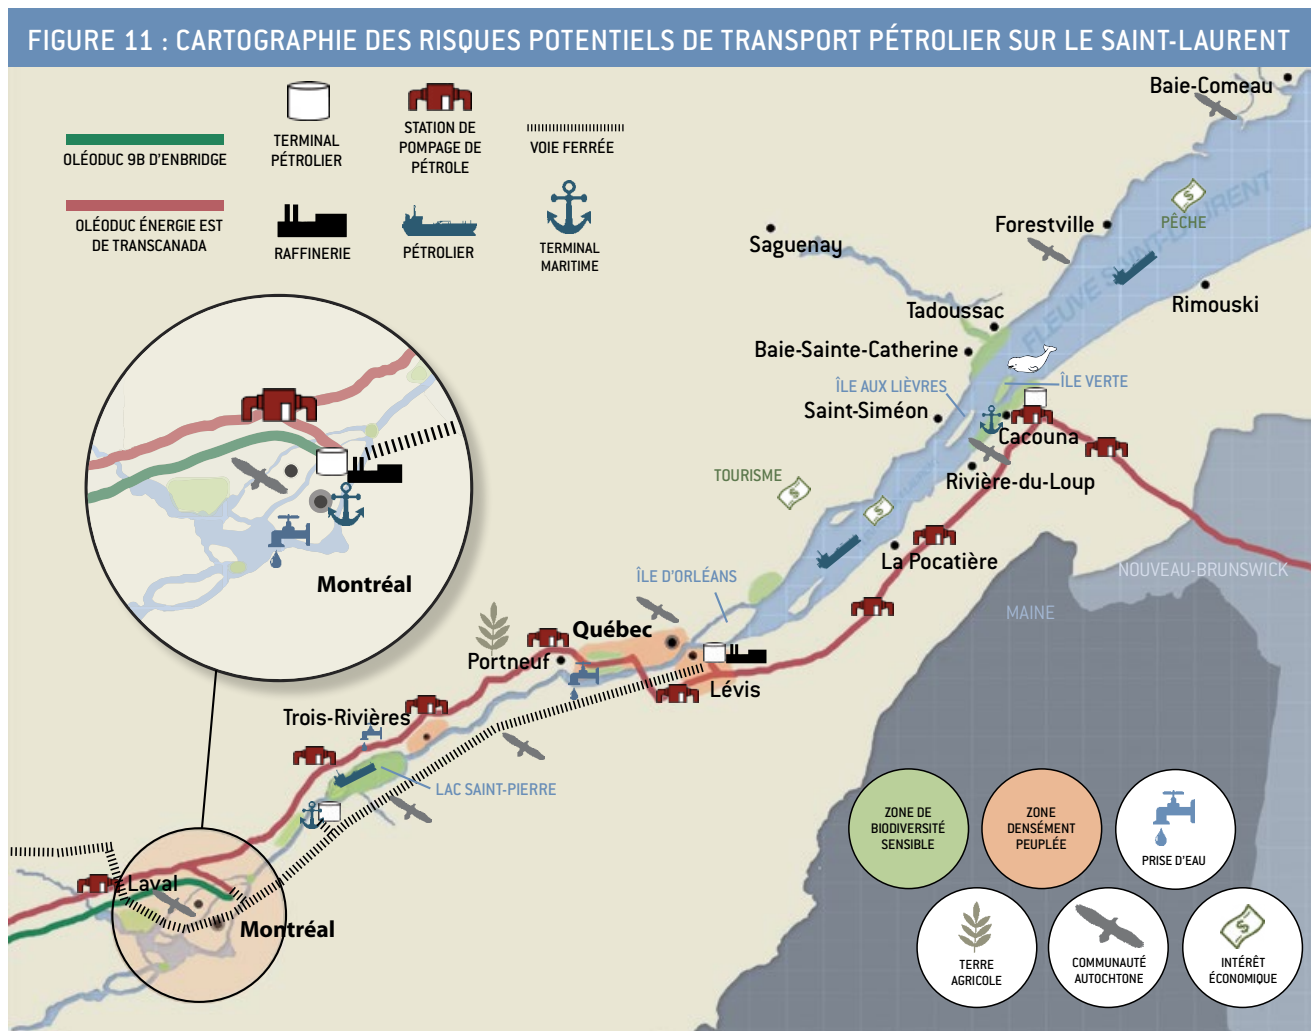 FIGURE 11 : CARTOGRAPHIE DES RISQUES POTENTIELS DE TRANSPORT PÉTROLIER SUR LE SAINT-LAURENT
OLÉODUC 9B D'ENBRIDGE
TERMINAL
PÉTROLIER
STATION DE
POMPAGE DE
PÉTROLE
VOIE FERRÉE
OLÉODUC ÉNERGIE EST
DE TRANSCANADA
RAFFINERIE
PÉTROLIER
TERMINAL
MARITIME
Baie-Comeau
FLEUVE SAINT-LAURENT
PÊCHE
Forestville
Saguenay
Rimouski
Tadoussac
Baie-Sainte-Catherine
ÎLE AUX LIÈVRES
ÎLE VERTE
Saint-Siméon
Cacouna
TOURISME
Rivière-du-Loup
La Pocatière
NOUVEAU-BRUNSWICK
ÎLE D'ORLÉANS
MAINE
Montréal
Québec
Portneuf
Lévis
Trois-Rivières
LAC SAINT-PIERRE
Laval
Montréal
ZONE DE
BIODIVERSITÉ
SENSIBLE
ZONE
DENSÉMENT
PEUPLÉE
PRISE D'EAU
TERRE
AGRICOLE
COMMUNAUTÉ
AUTOCHTONE
INTÉRÊT
ÉCONOMIQUE